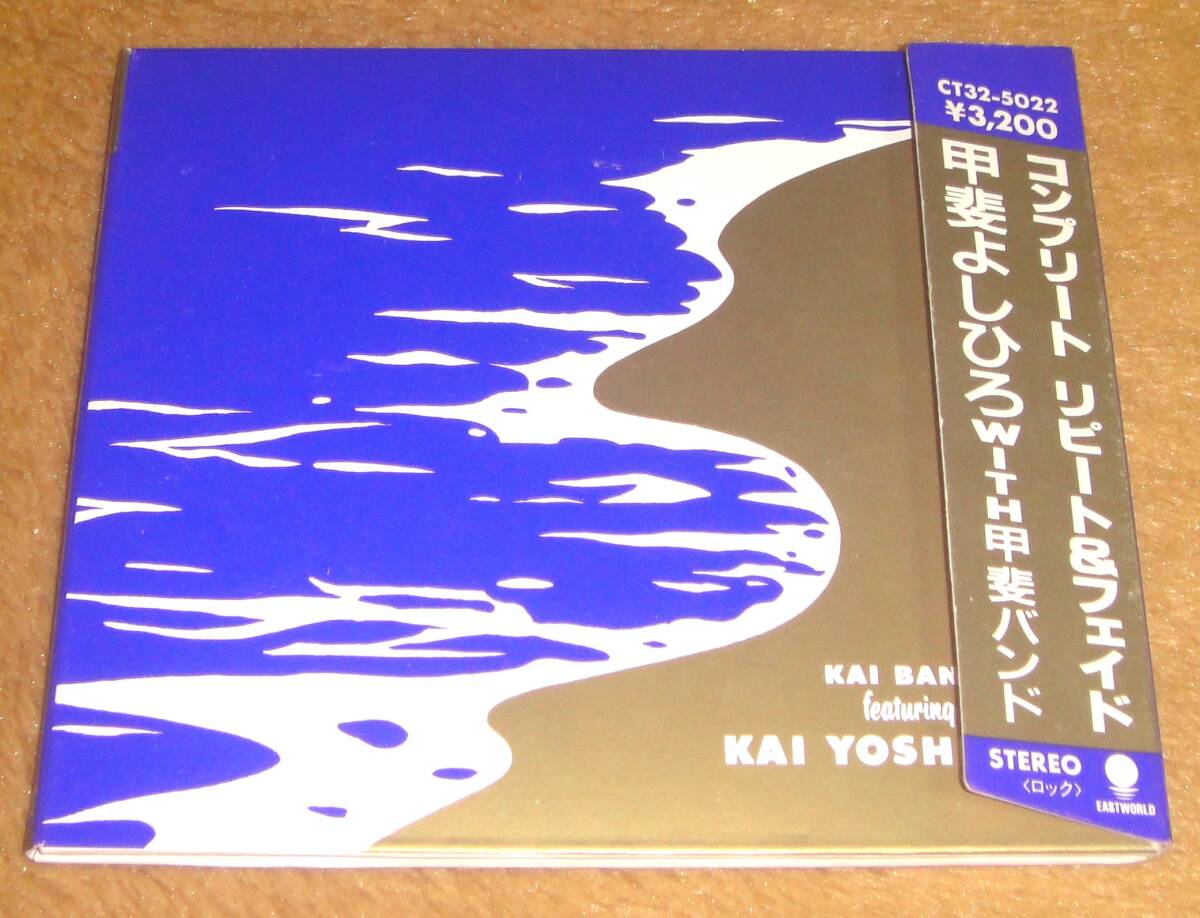 CT32-5022
¥3,200
コンプリート リピート&フェイド
甲斐よしひろWITH甲斐バンド
STEREO
〈ロック〉
EASTWORLD
KAI BAN
featuring
KAI YOSH